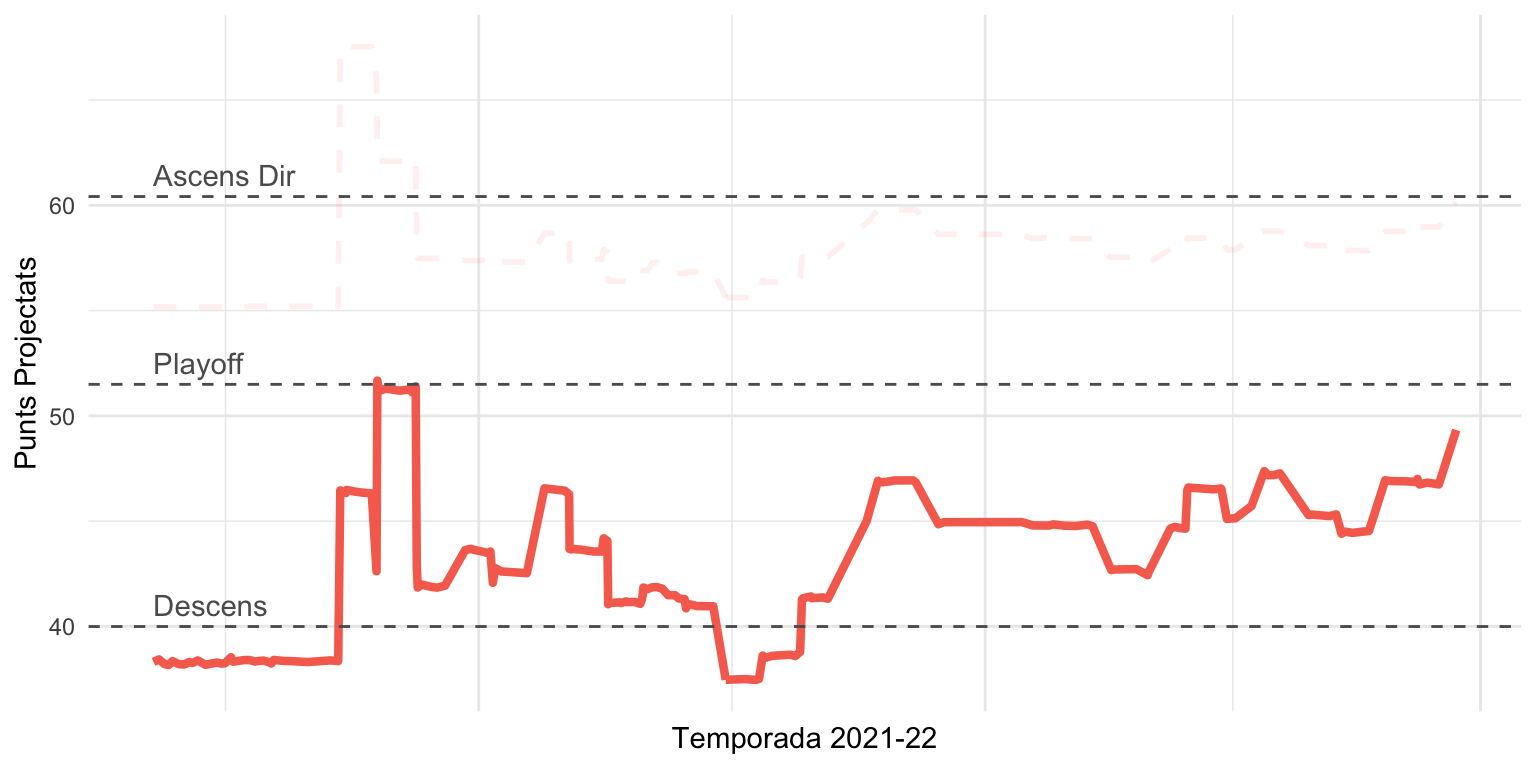 Ascens Dir
60
Playoff
50
Descens
40
Punts Projectats
Temporada 2021-22